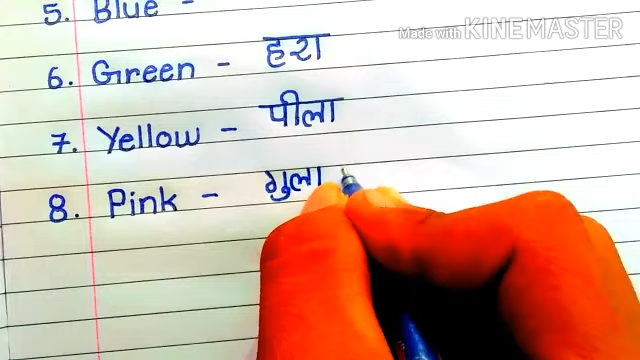 Made with KINEMASTER
5. Blue -
6. Green - हरा
7. Yellow - पीला
8. Pink - गुला